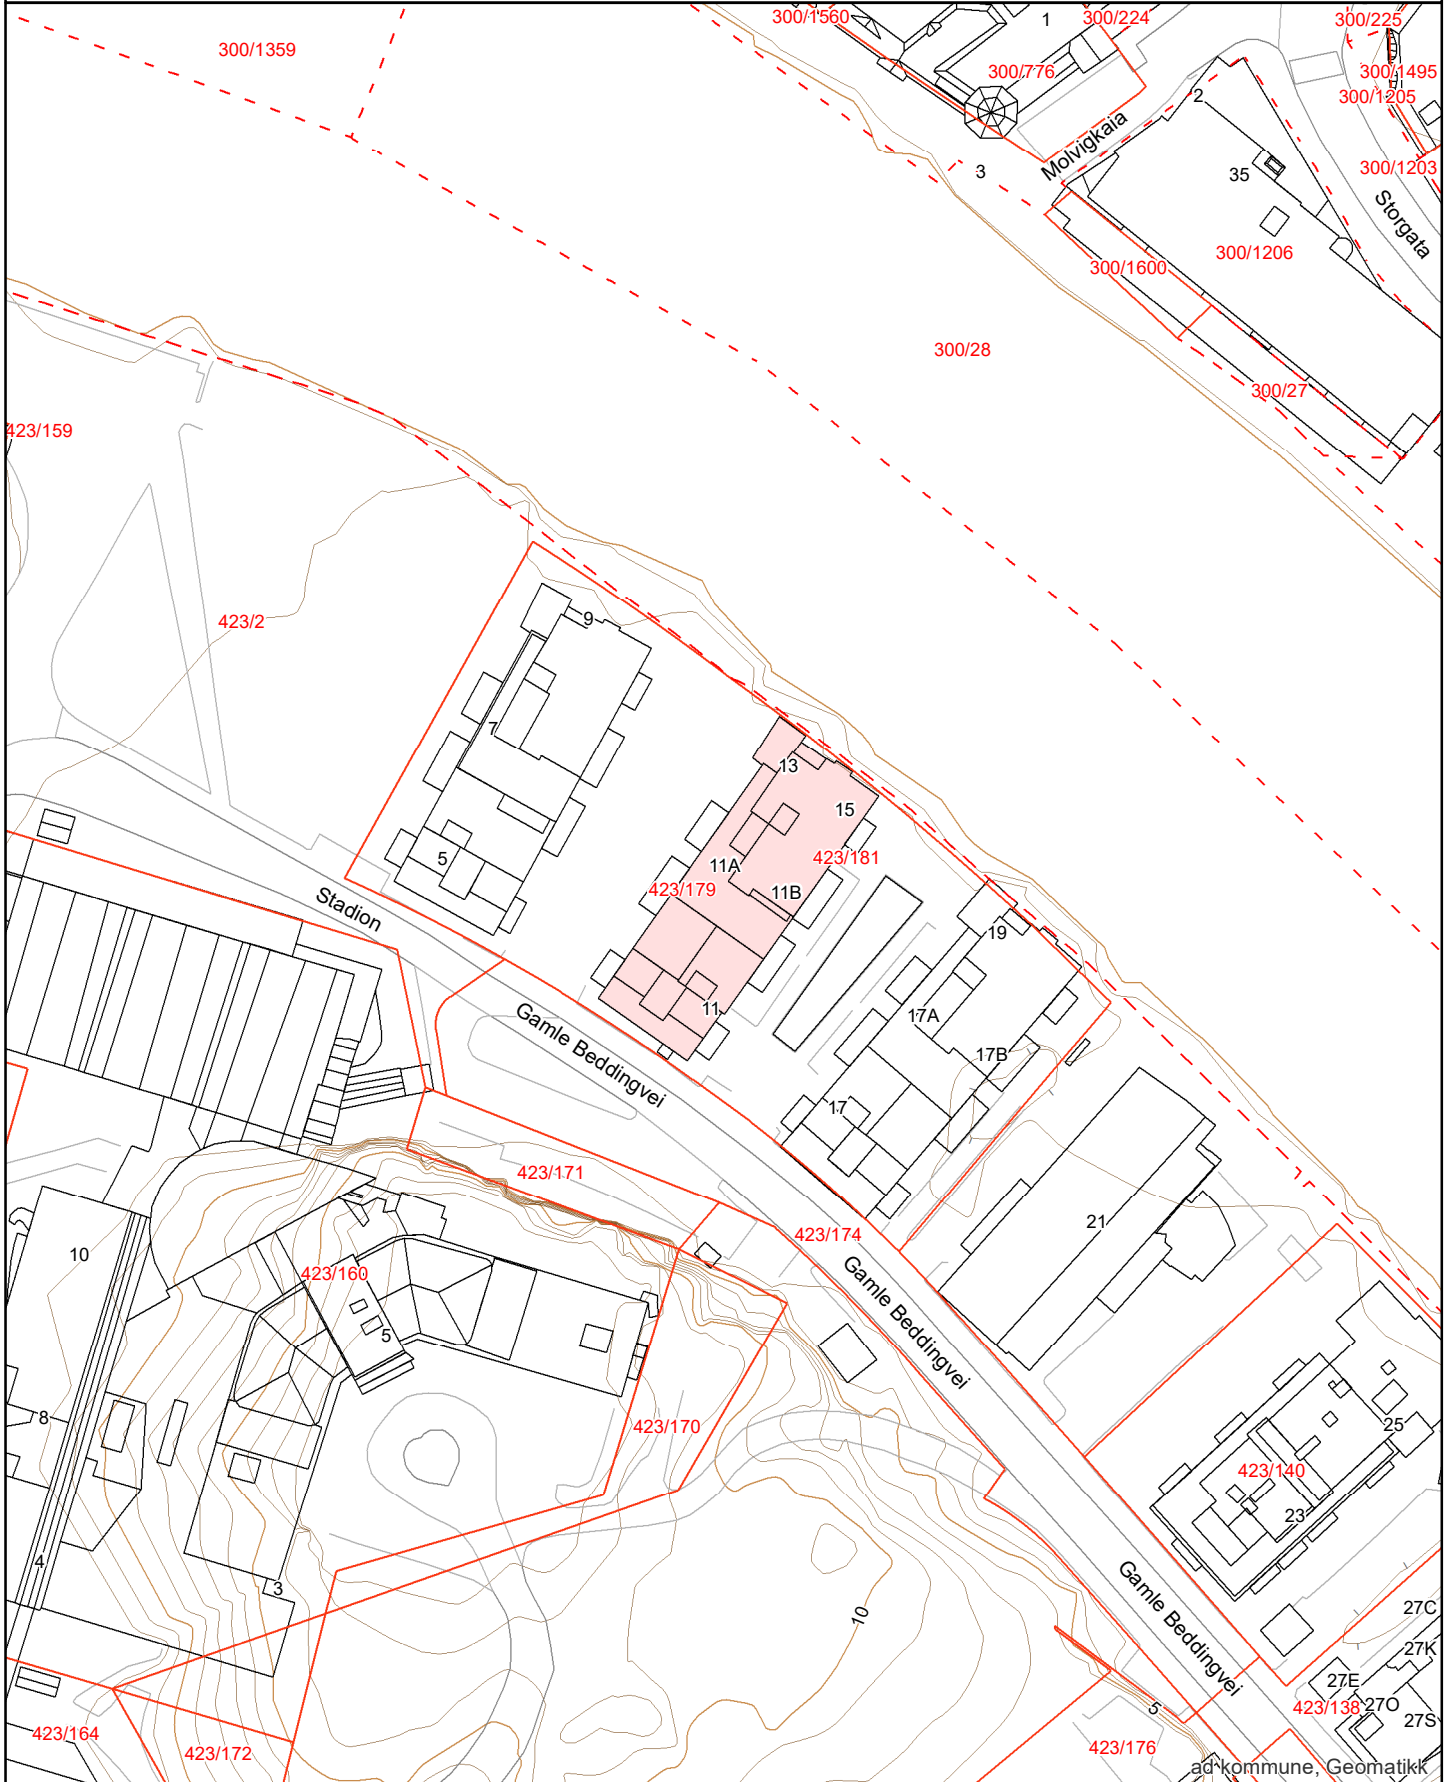 300/1560
1
300/224
300/225
300/1359
300/776
300/1495
2
300/1205
Molvigkaia
3
35
300/1203
Storgata
300/1206
300/1600
300/28
300/27
423/159
423/2
9
7
13
15
5
11A
423/181
423/179
11B
Stadion
19
11
17A
Gamle Beddingvei
17B
17
423/171
21
423/174
10
423/160
Gamle Beddingvei
5
8
423/170
25
423/140
23
4
3
10
Gamle Beddingvei
27C
27K
27E
423/138
27O
5
27S
423/164
423/172
423/176
ad kommune, Geomatikk